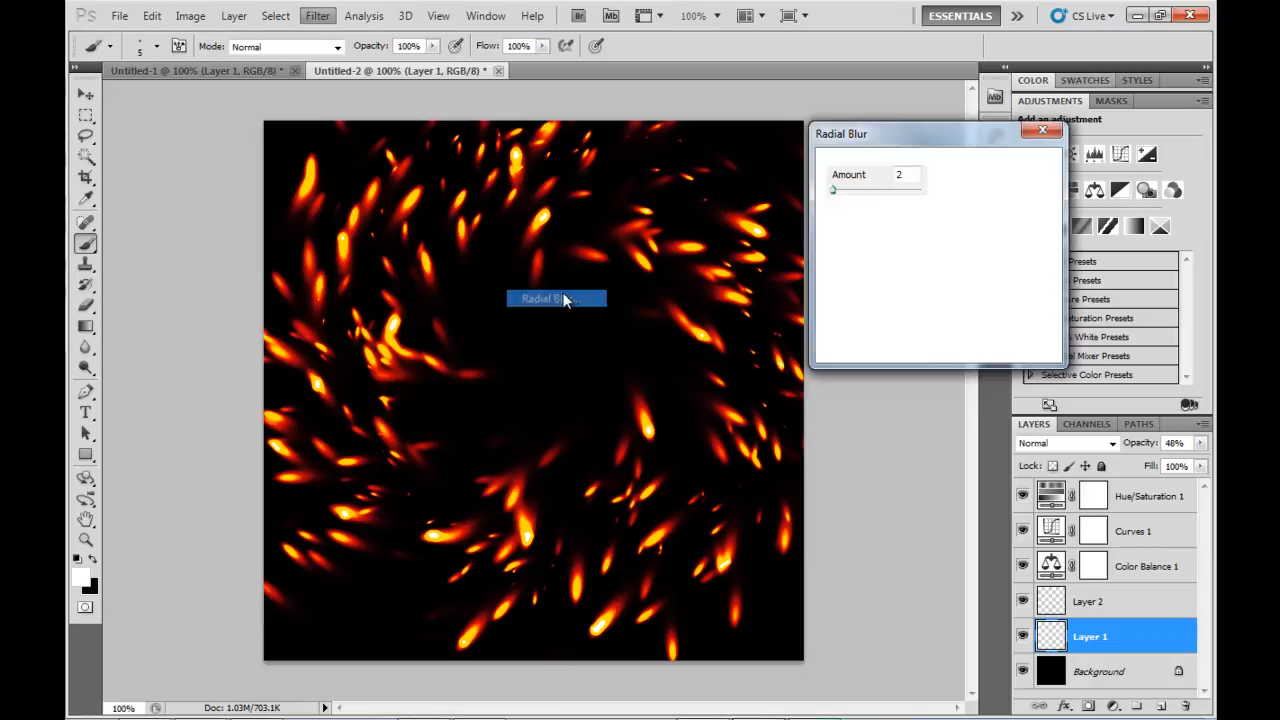 Ps File Edit Image Layer Select Filter Analysis 3D View Window Help Br Mb 100% ESSENTIALS CS Live
5 Mode: Normal Opacity: 100% Flow: 100%
Untitled-1 @ 100% (Layer 1, RGB/8) * Untitled-2 @ 100% (Layer 1, RGB/8) *
COLOR SWATCHES STYLES
Mb
ADJUSTMENTS MASKS
Add an adjustment
Radial Blur
Amount 2
Radial
Presets
Presets
Presets
Presets
White Presets
Mixer Presets
Selective Color Presets
LAYERS CHANNELS PATHS
Normal Opacity: 48%
Lock: Fill: 100%
Hue/Saturation 1
Curves 1
Color Balance 1
Layer 2
Layer 1
Background
100% Doc: 1.03M/703.1K